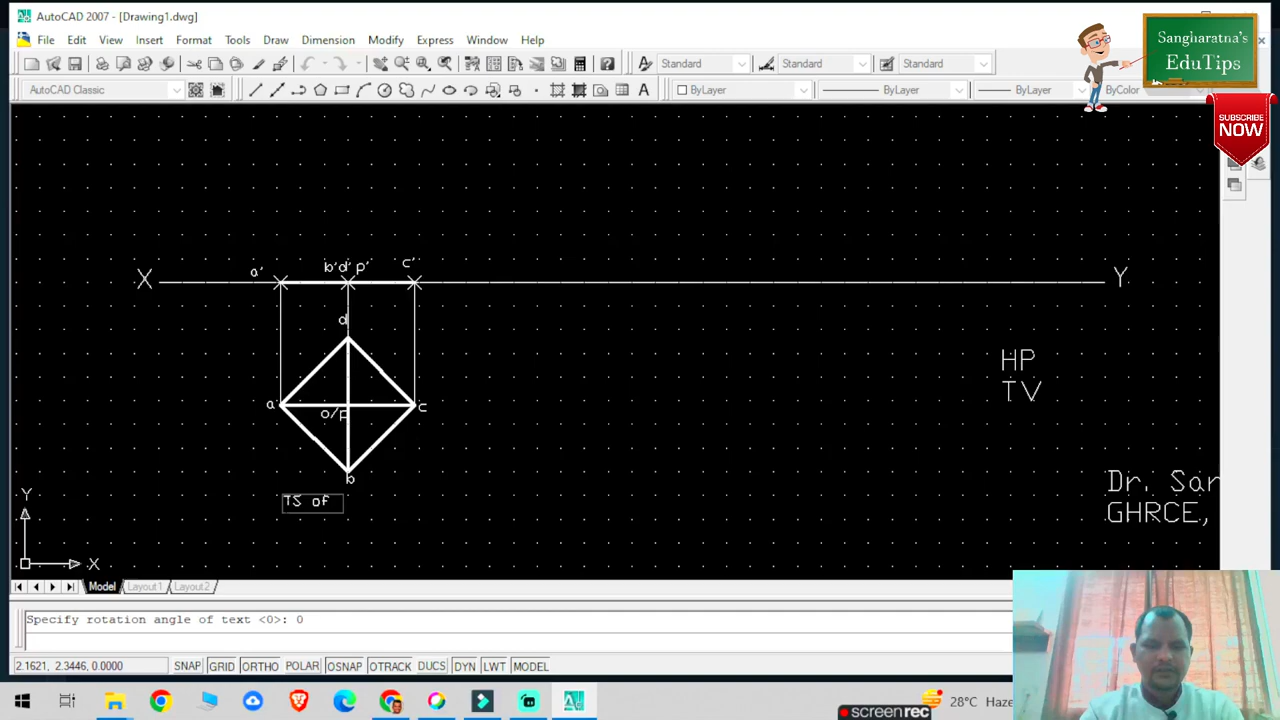 AutoCAD 2007 - [Drawing1.dwg]
File Edit View Insert Format Tools Draw Dimension Modify Express Window Help
Standard Standard Standard
AutoCAD Classic A ByLayer ByLayer ByLayer ByColor
Sangharatna's
EduTips
SUBSCRIBE
NOW
X a' b'd' p' c' Y
d
a o/p c
b
TS of
HP
TV
Dr. Sar
GHRCE,
Y
X
Model Layout1 Layout2
Specify rotation angle of text <0>: 0
2.1621, 2.3446, 0.0000 SNAP GRID ORTHO POLAR OSNAP OTRACK DUCS DYN LWT MODEL
28°C Haze
screenrec